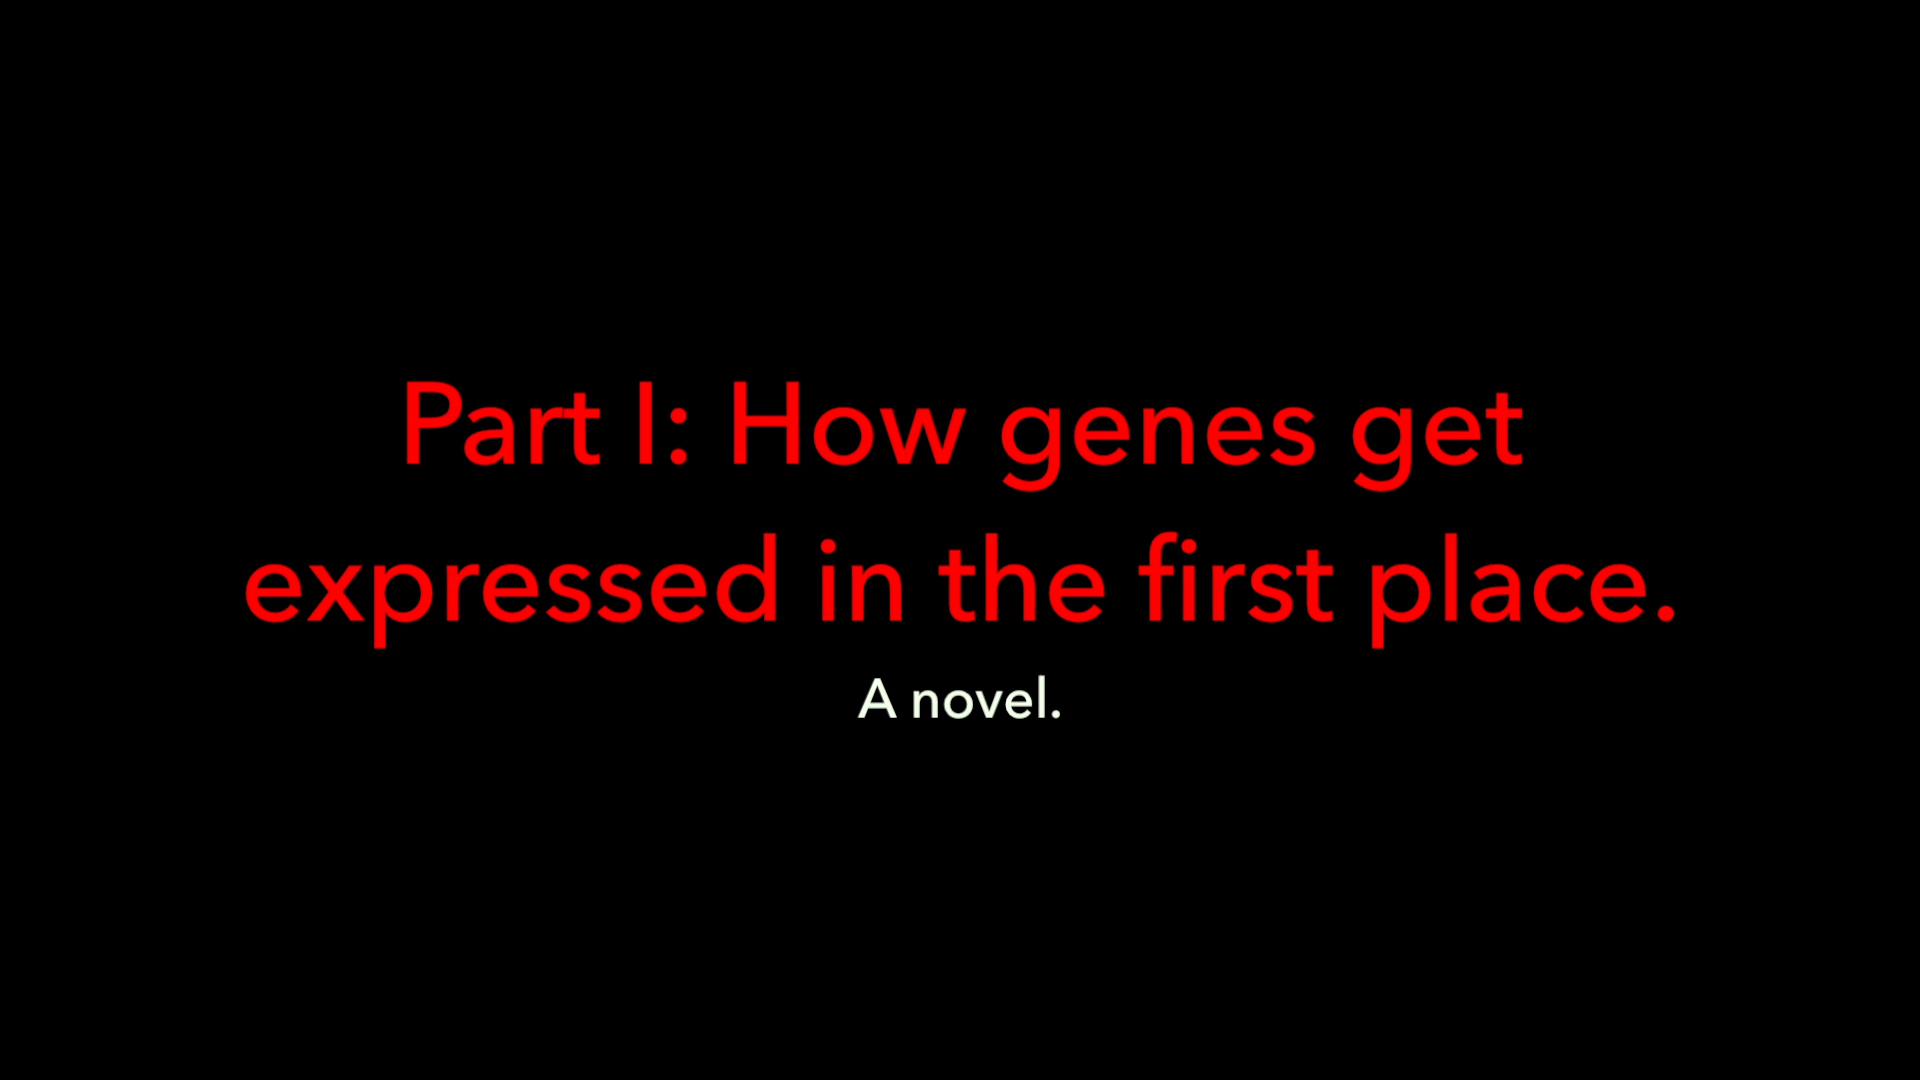 Part I: How genes get
expressed in the first place.
A novel.